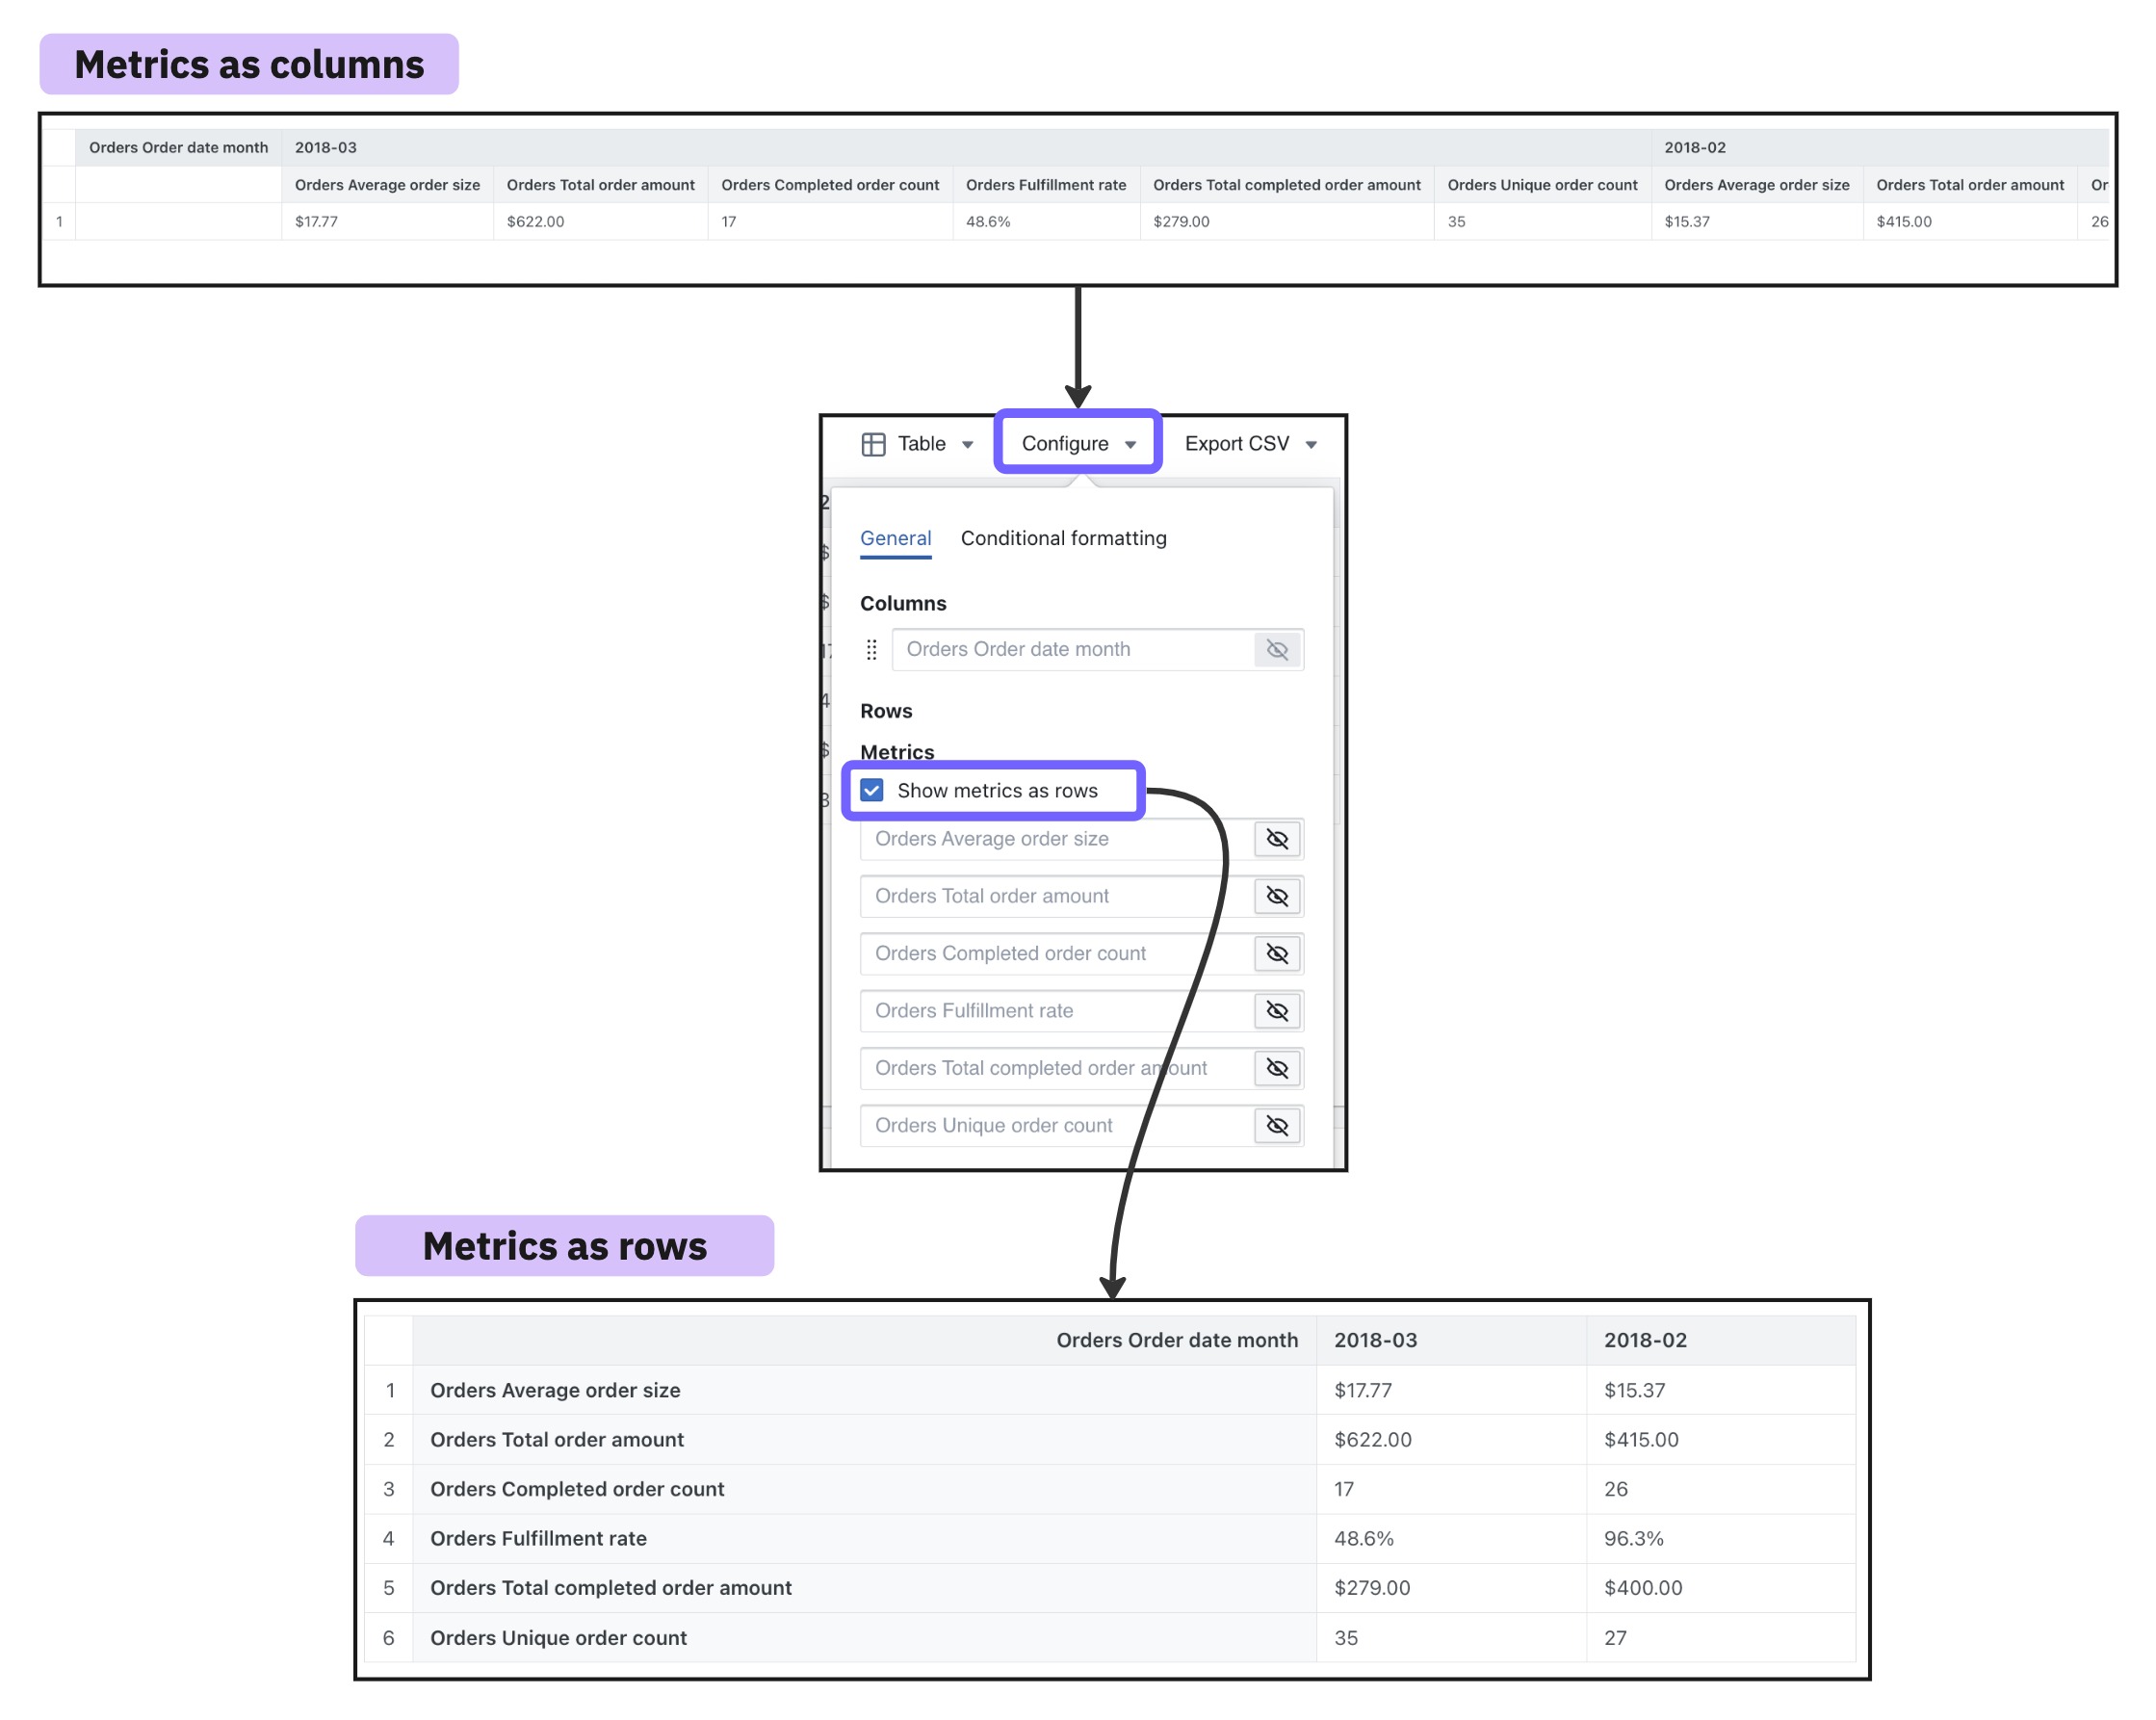 Metrics as columns
Orders Order date month 2018-03 2018-02
Orders Average order size Orders Total order amount Orders Completed order count Orders Fulfillment rate Orders Total completed order amount Orders Unique order count Orders Average order size Orders Total order amount Or
1 $17.77 $622.00 17 48.6% $279.00 35 $15.37 $415.00 26
Table Configure Export CSV
2
General Conditional formatting
$
Columns
$
Orders Order date month
17
4
Rows
Metrics
$
Show metrics as rows
3
Orders Average order size
Orders Total order amount
Orders Completed order count
Orders Fulfillment rate
Orders Total completed order amount
Orders Unique order count
Metrics as rows
Orders Order date month 2018-03 2018-02
1 Orders Average order size $17.77 $15.37
2 Orders Total order amount $622.00 $415.00
3 Orders Completed order count 17 26
4 Orders Fulfillment rate 48.6% 96.3%
5 Orders Total completed order amount $279.00 $400.00
6 Orders Unique order count 35 27